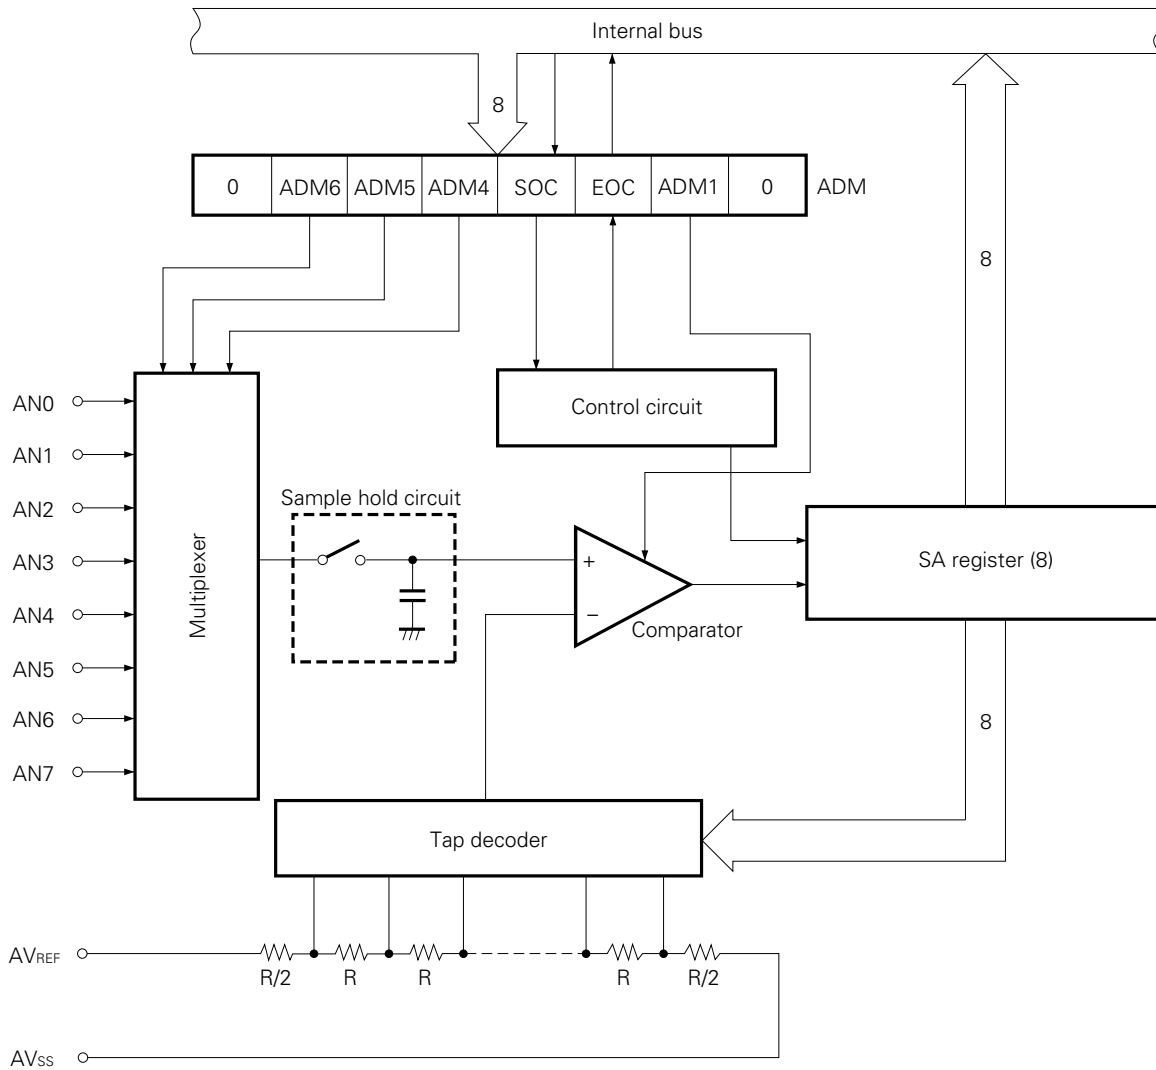 Internal bus
8
0 ADM6 ADM5 ADM4 SOC EOC ADM1 0 ADM
8
Control circuit
AN0
AN1
AN2
AN3
AN4
AN5
AN6
AN7
Multiplexer
Sample hold circuit
+
−
Comparator
SA register (8)
8
Tap decoder
AVREF
R/2 R R R R/2
AVSS